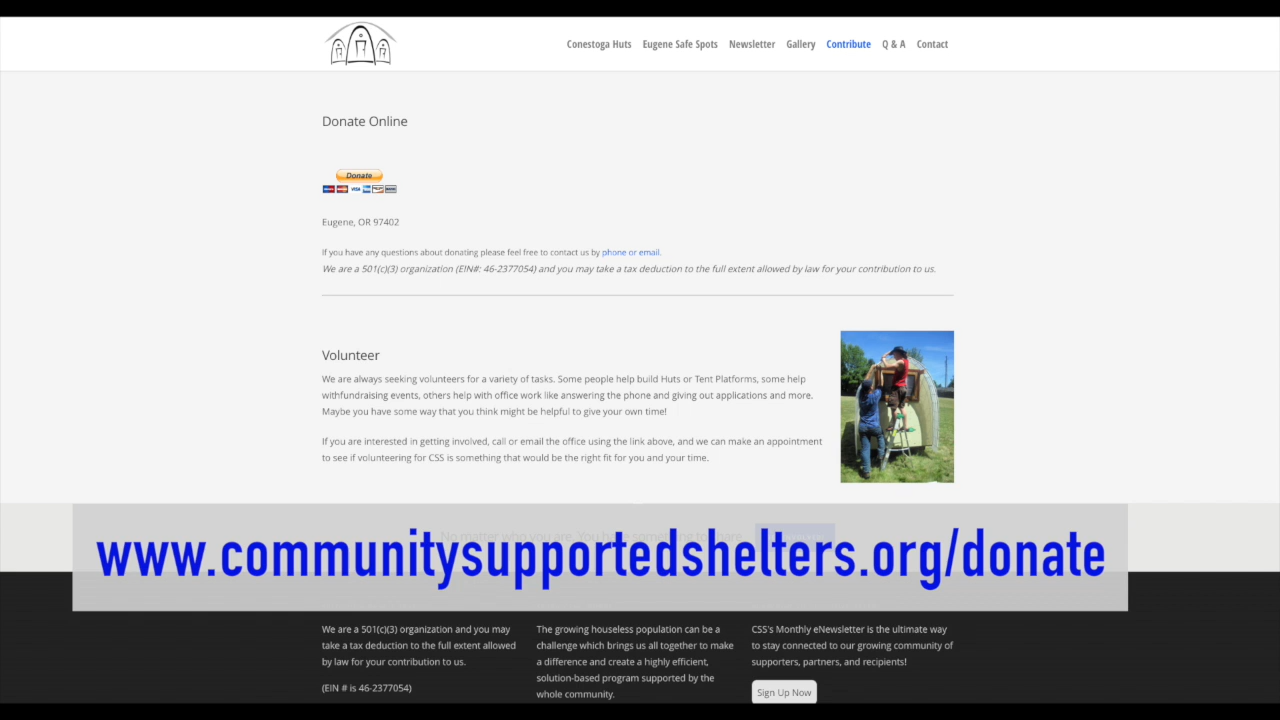 Conestoga Huts Eugene Safe Spots Newsletter Gallery Contribute Q & A Contact
Donate Online
Donate
VISA
Eugene, OR 97402
If you have any questions about donating please feel free to contact us by phone or email.
We are a 501(c)(3) organization (EIN#: 46-2377054) and you may take a tax deduction to the full extent allowed by law for your contribution to us.
Volunteer
We are always seeking volunteers for a variety of tasks. Some people help build Huts or Tent Platforms, some help
withfundraising events, others help with office work like answering the phone and giving out applications and more.
Maybe you have some way that you think might be helpful to give your own time!
If you are interested in getting involved, call or email the office using the link above, and we can make an appointment
to see if volunteering for CSS is something that would be the right fit for you and your time.
No matter who you are, You have something to share
www.communitysupportedshelters.org/donate
We are a 501(c)(3) organization and you may
take a tax deduction to the full extent allowed
by law for your contribution to us.
(EIN # is 46-2377054)
The growing houseless population can be a
challenge which brings us all together to make
a difference and create a highly efficient,
solution-based program supported by the
whole community.
CSS's Monthly eNewsletter is the ultimate way
to stay connected to our growing community of
supporters, partners, and recipients!
Sign Up Now